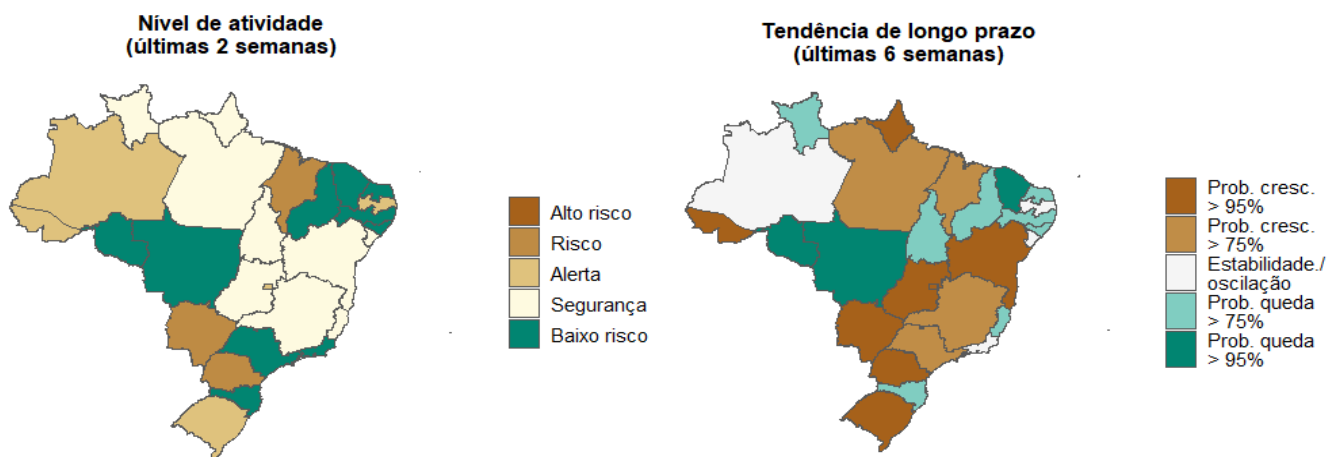 Nível de atividade
(últimas 2 semanas)
Alto risco
Risco
Alerta
Segurança
Baixo risco
Tendência de longo prazo
(últimas 6 semanas)
Prob. cresc.
> 95%
Prob. cresc.
> 75%
Estabilidade./
oscilação
Prob. queda
> 75%
Prob. queda
> 95%